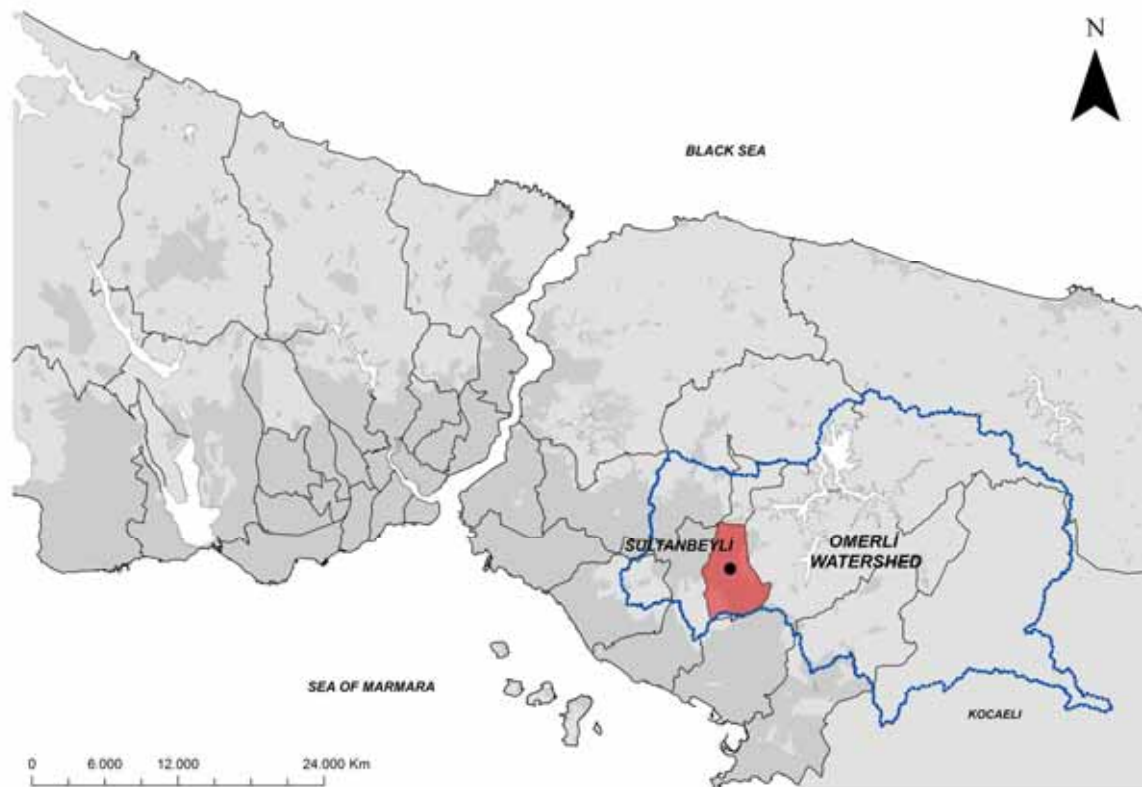 N
BLACK SEA
SULTANBEYLİ
OMERLİ
WATERSHED
SEA OF MARMARA
KOCAELİ
0 6.000 12.000 24.000 Km